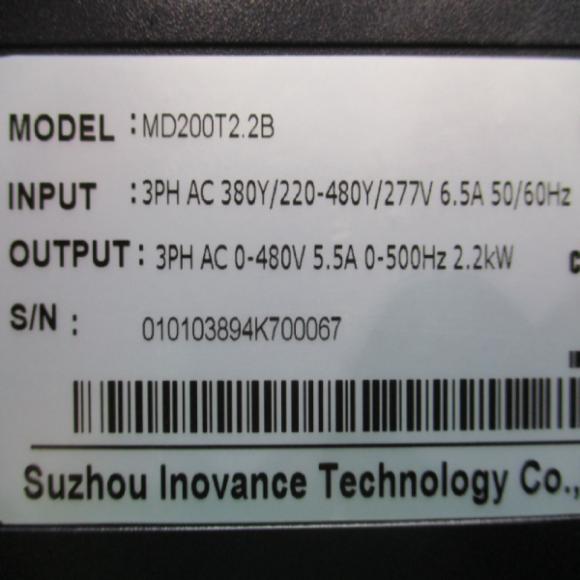 MODEL : MD200T2.2B
INPUT : 3PH AC 380Y/220-480Y/277V 6.5A 50/60Hz
OUTPUT : 3PH AC 0-480V 5.5A 0-500Hz 2.2kW
S/N : 010103894K700067
Suzhou Inovance Technology Co.,